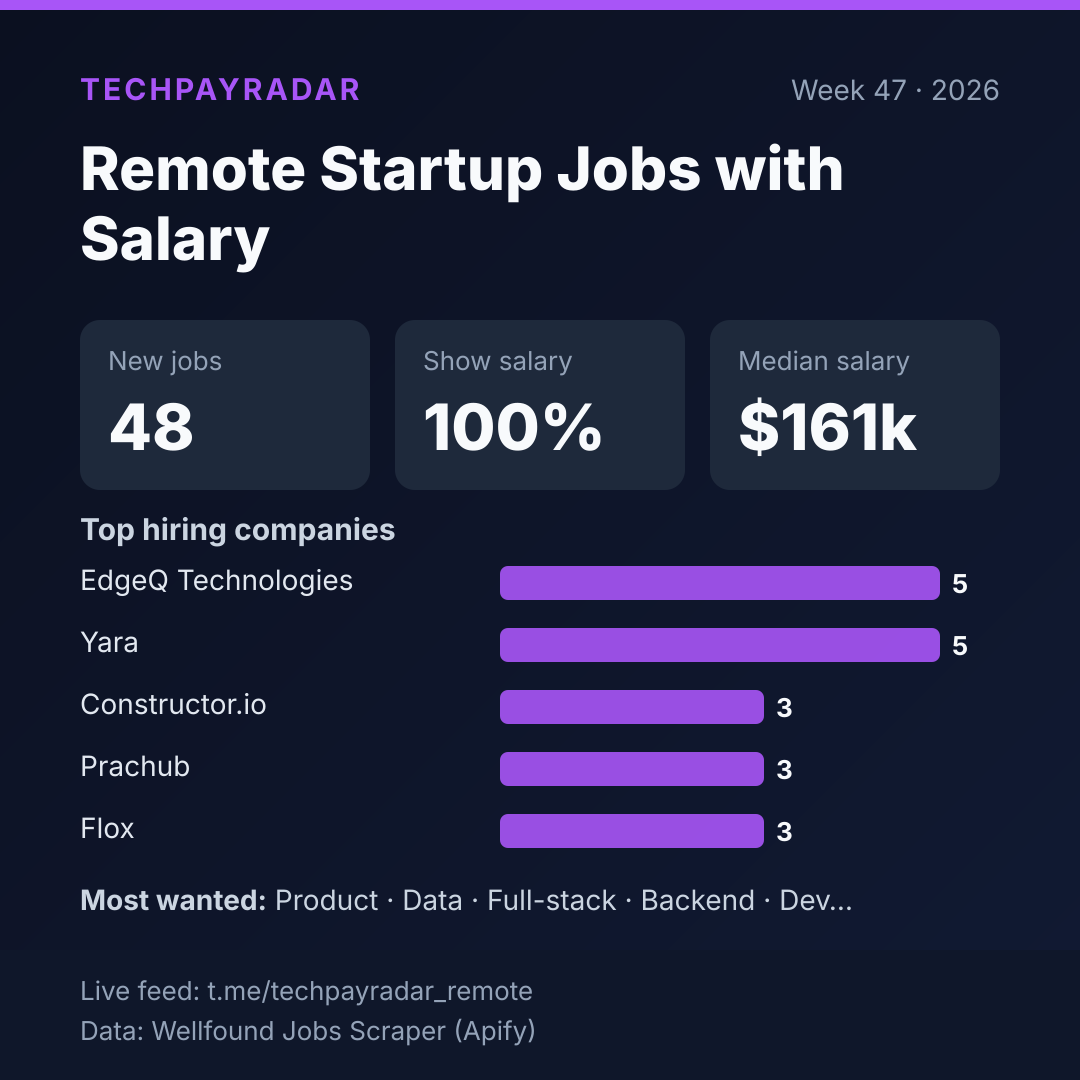 TECHPAYRADAR
Week 47 · 2026
Remote Startup Jobs with
Salary
New jobs
48
Show salary
100%
Median salary
$161k
Top hiring companies
EdgeQ Technologies 5
Yara 5
Constructor.io 3
Prachub 3
Flox 3
Most wanted: Product · Data · Full-stack · Backend · Dev...
Live feed: t.me/techpayradar_remote
Data: Wellfound Jobs Scraper (Apify)